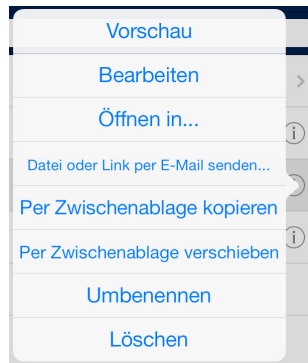 Vorschau
Bearbeiten
Öffnen in...
Datei oder Link per E-Mail senden...
Per Zwischenablage kopieren
Per Zwischenablage verschieben
Umbenennen
Löschen